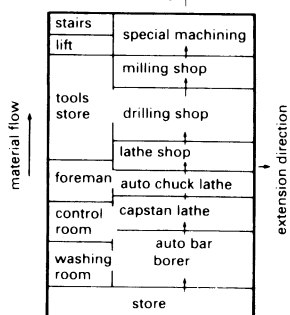 stairs
lift
special machining
milling shop
tools
store
drilling shop
lathe shop
foreman
auto chuck lathe
control
room
capstan lathe
washing
room
auto bar
borer
store
material flow
extension direction